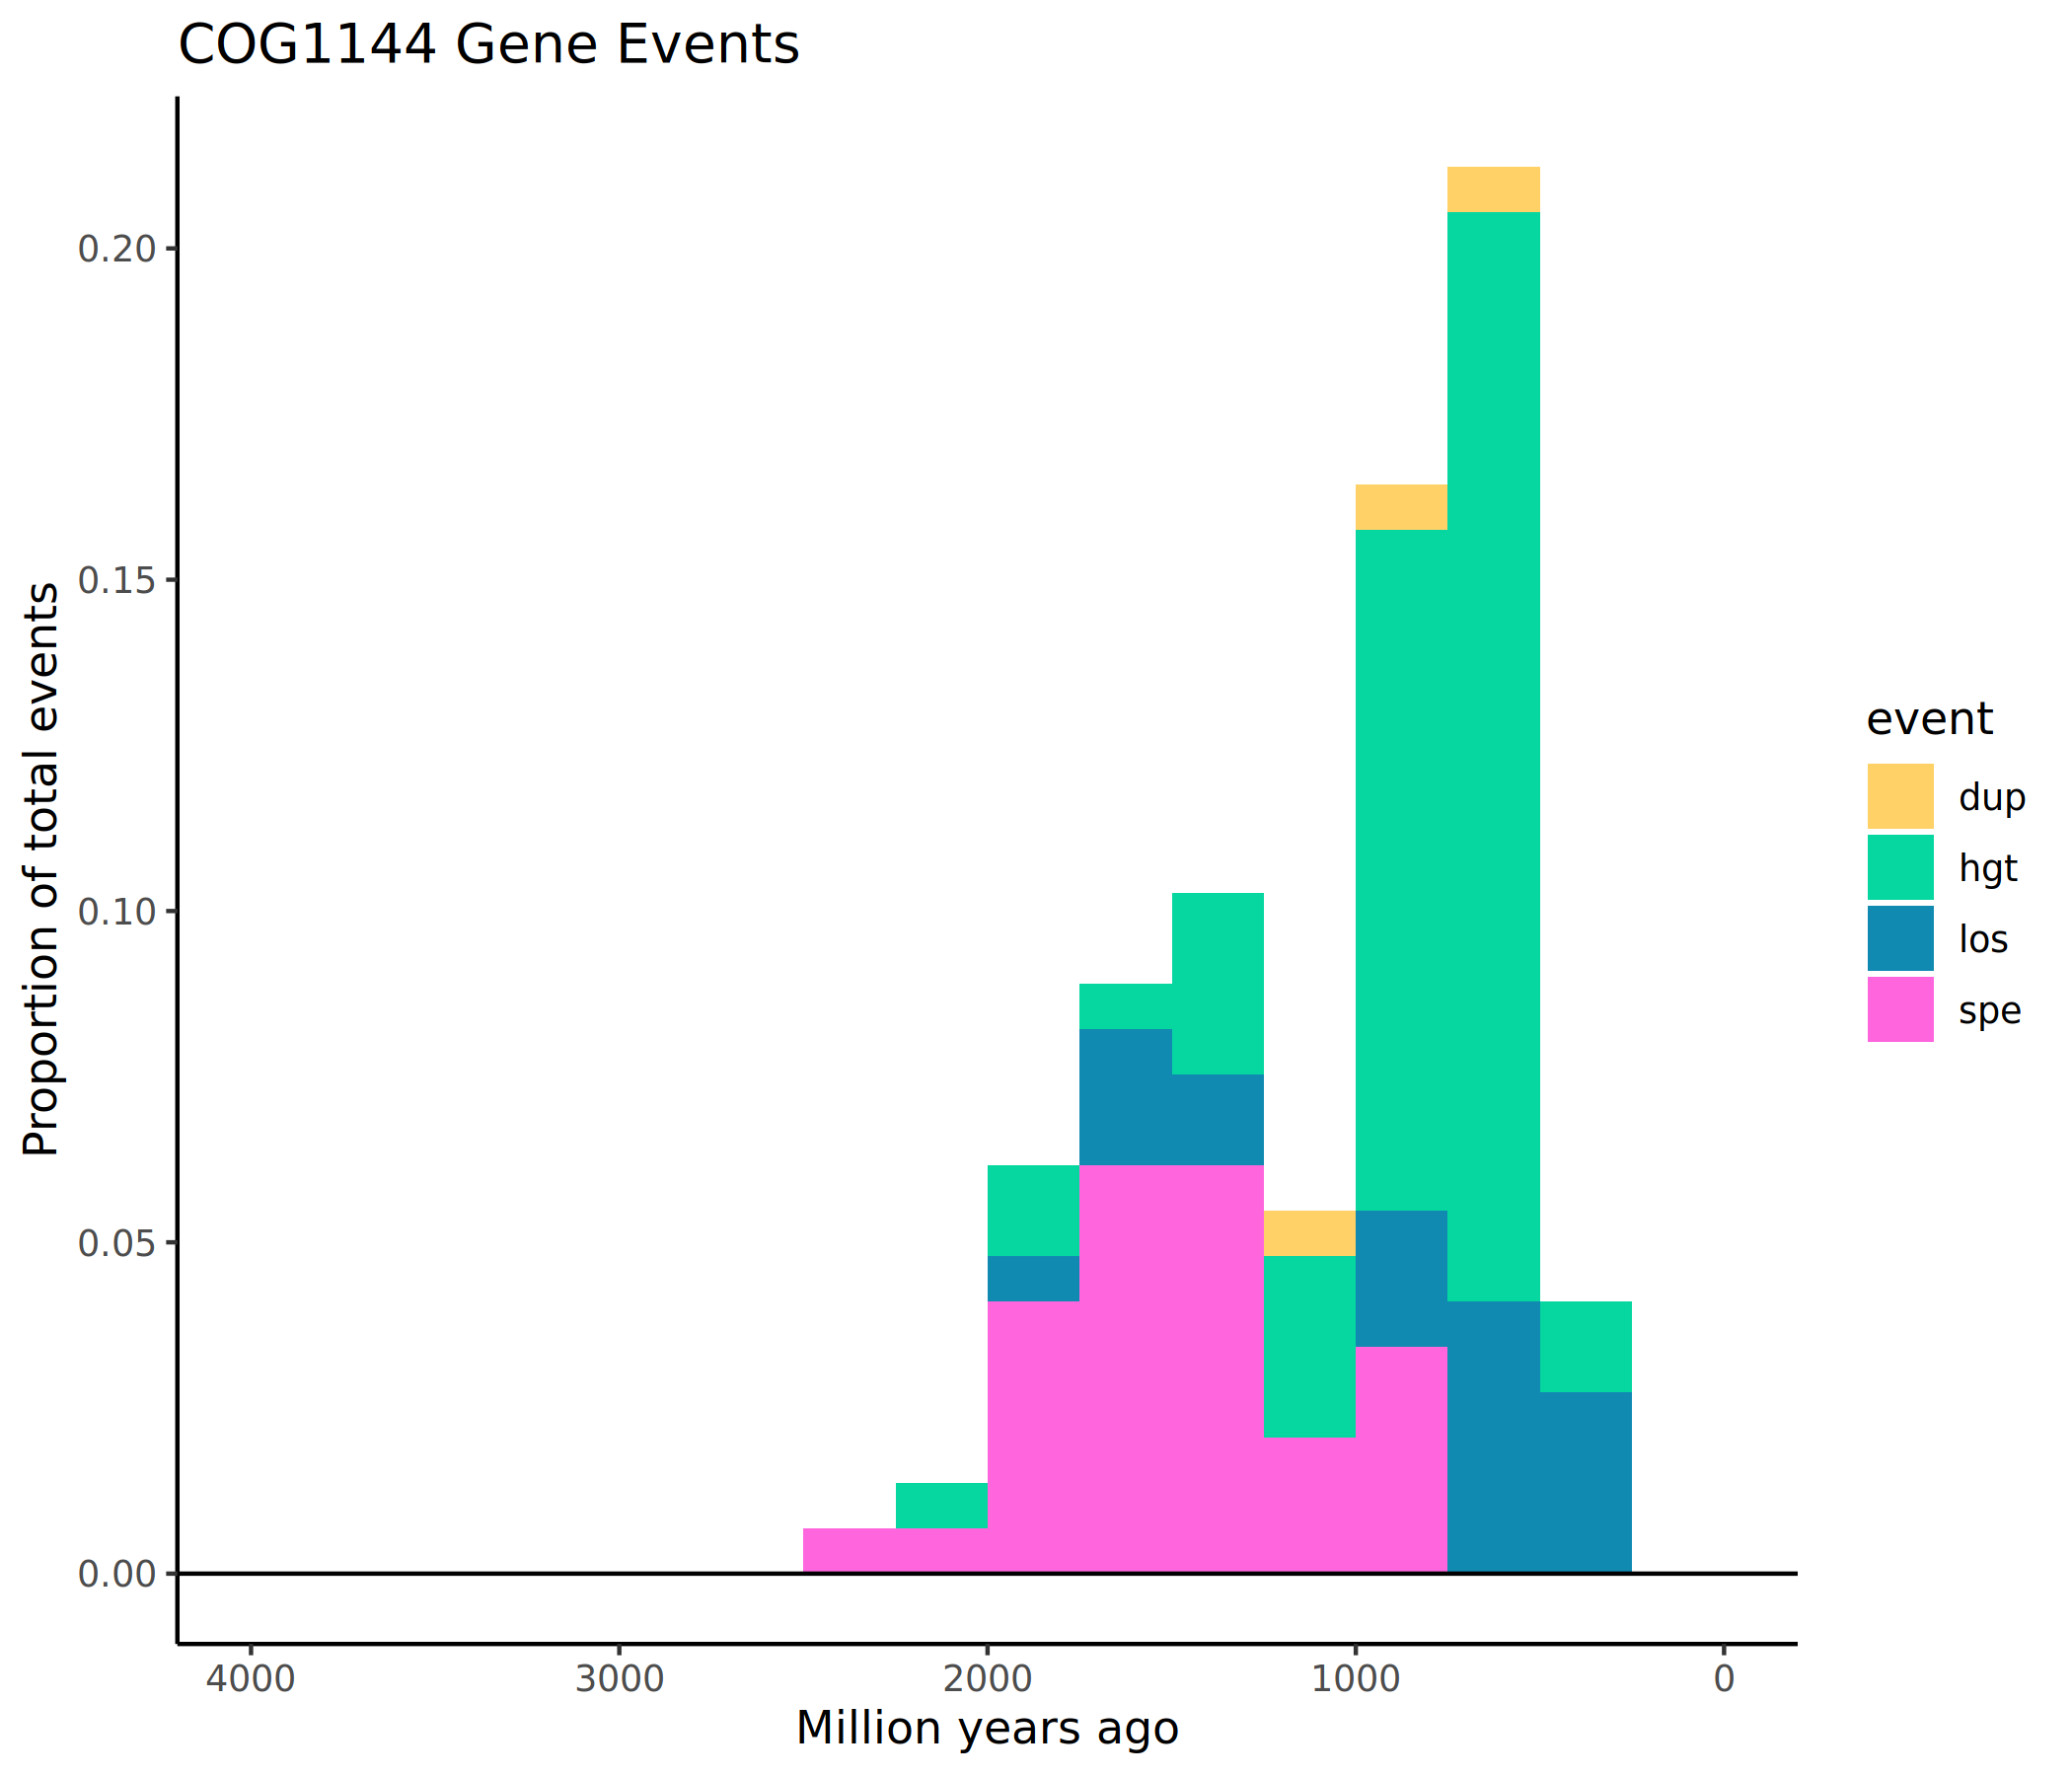 COG1144 Gene Events
Proportion of total events
0.20
0.15
0.10
0.05
0.00
4000 3000 2000 1000 0
Million years ago
event
dup
hgt
los
spe